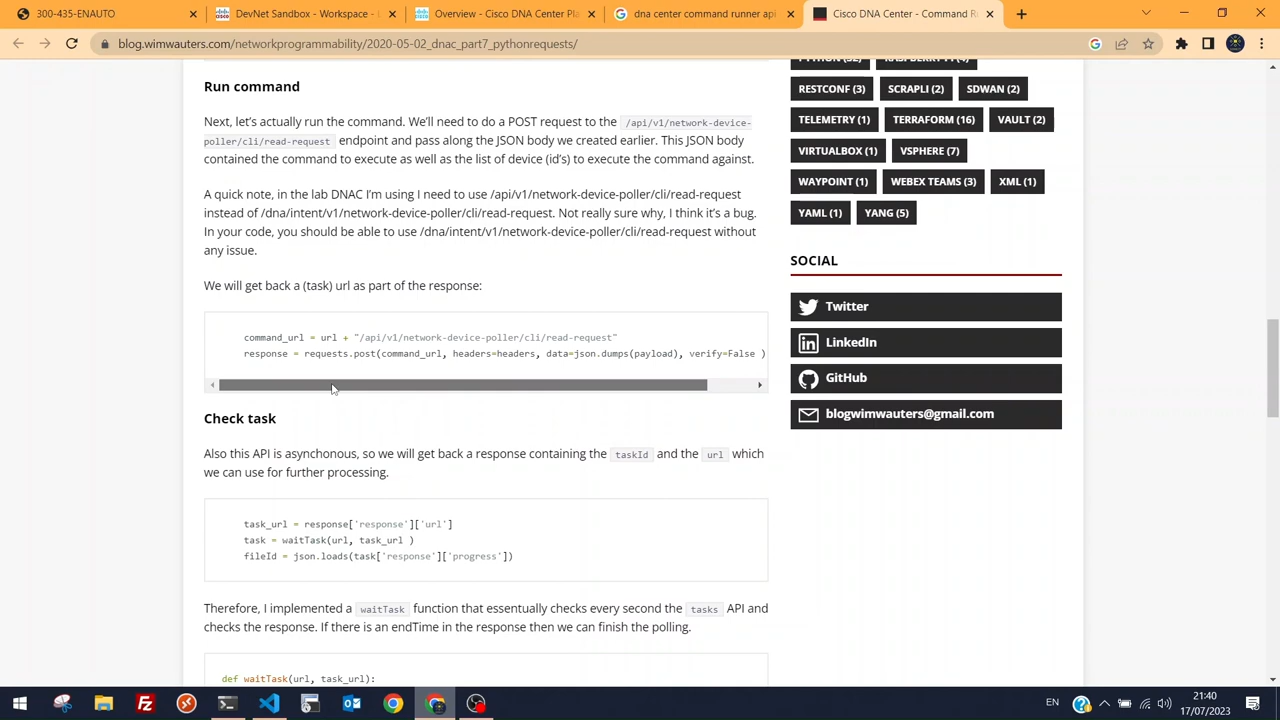 300-435-ENAUTO
DevNet Sandbox - Workspace - L
Overview - Cisco DNA Center Pla
dna center command runner api
Cisco DNA Center - Command R
blog.wimwauters.com/networkprogrammability/2020-05-02_dnac_part7_pythonrequests/
Run command
Next, let's actually run the command. We'll need to do a POST request to the /api/v1/network-device-
poller/cli/read-request endpoint and pass along the JSON body we created earlier. This JSON body
contained the command to execute as well as the list of device (id's) to execute the command against.
A quick note, in the lab DNAC I'm using I need to use /api/v1/network-device-poller/cli/read-request
instead of /dna/intent/v1/network-device-poller/cli/read-request. Not really sure why, I think it's a bug.
In your code, you should be able to use /dna/intent/v1/network-device-poller/cli/read-request without
any issue.
We will get back a (task) url as part of the response:
command_url = url + "/api/v1/network-device-poller/cli/read-request"
response = requests.post(command_url, headers=headers, data=json.dumps(payload), verify=False )
Check task
Also this API is asynchonous, so we will get back a response containing the taskId and the url which
we can use for further processing.
task_url = response['response']['url']
task = waitTask(url, task_url )
fileId = json.loads(task['response']['progress'])
Therefore, I implemented a waitTask function that essentually checks every second the tasks API and
checks the response. If there is an endTime in the response then we can finish the polling.
def waitTask(url, task_url):
PYTHON (32) RASPBERRY PI (4)
RESTCONF (3) SCRAPLI (2) SDWAN (2)
TELEMETRY (1) TERRAFORM (16) VAULT (2)
VIRTUALBOX (1) VSPHERE (7)
WAYPOINT (1) WEBEX TEAMS (3) XML (1)
YAML (1) YANG (5)
SOCIAL
Twitter
LinkedIn
GitHub
blogwimwauters@gmail.com
EN
21:40
17/07/2023